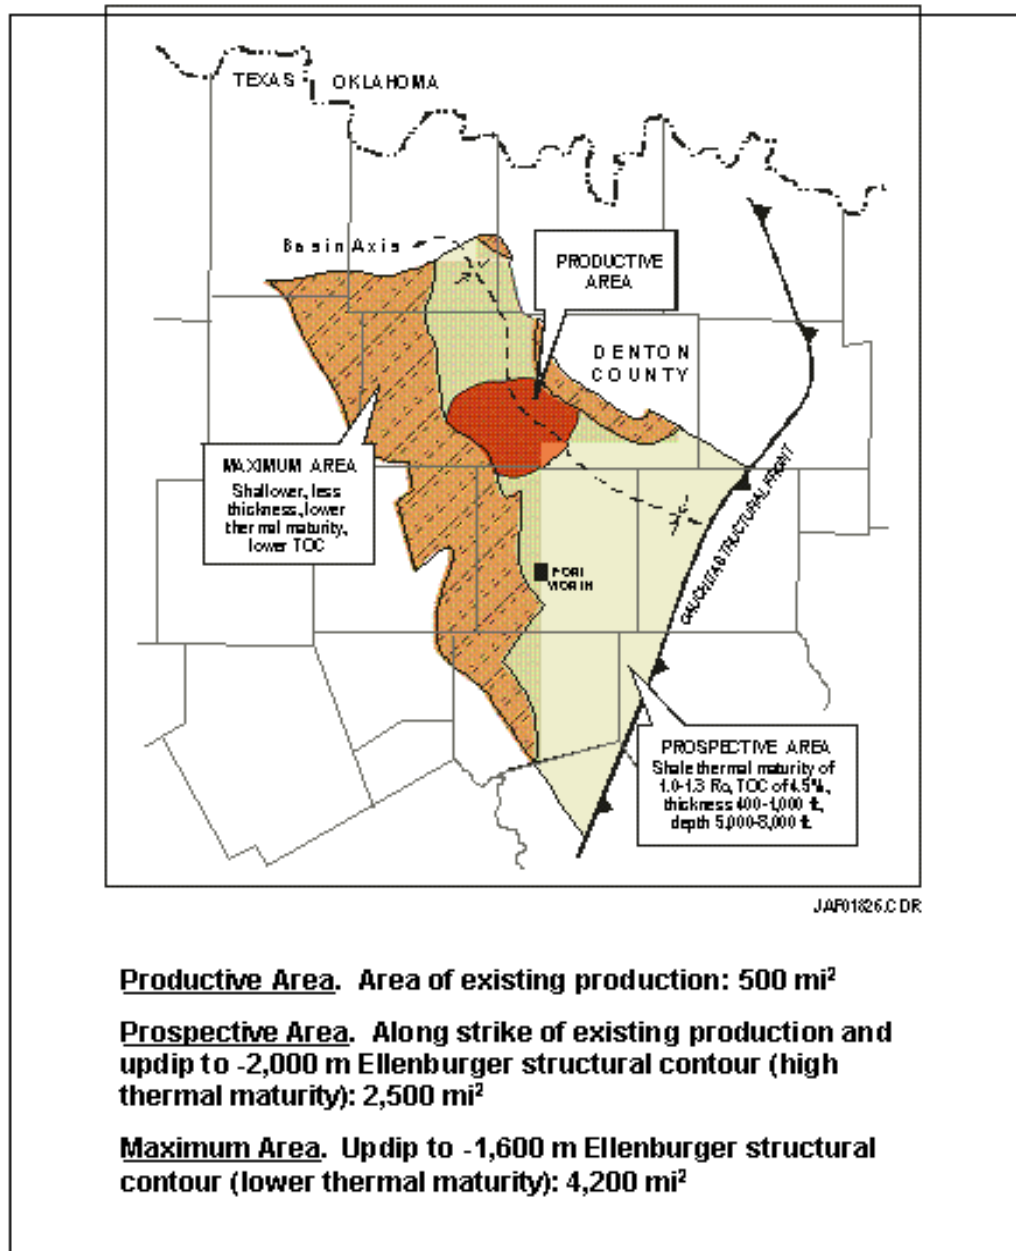 TEXAS OKLAHOMA
Basin Axis
PRODUCTIVE
AREA
DENTON
COUNTY
MAXIMUM AREA
Shallower, less
thickness, lower
thermal maturity,
lower TOC
FORT
WORTH
OAUCHITAS TRUCTURAL FRONT
PROSPECTIVE AREA
Shale thermal maturity of
1.0-1.3 Ro, TOC of 4.5%,
thickness 400-1,000 ft,
depth 5,000-8,000 ft.
JAF01826.CDR
Productive Area. Area of existing production: 500 mi²
Prospective Area. Along strike of existing production and
updip to -2,000 m Ellenburger structural contour (high
thermal maturity): 2,500 mi²
Maximum Area. Updip to -1,600 m Ellenburger structural
contour (lower thermal maturity): 4,200 mi²